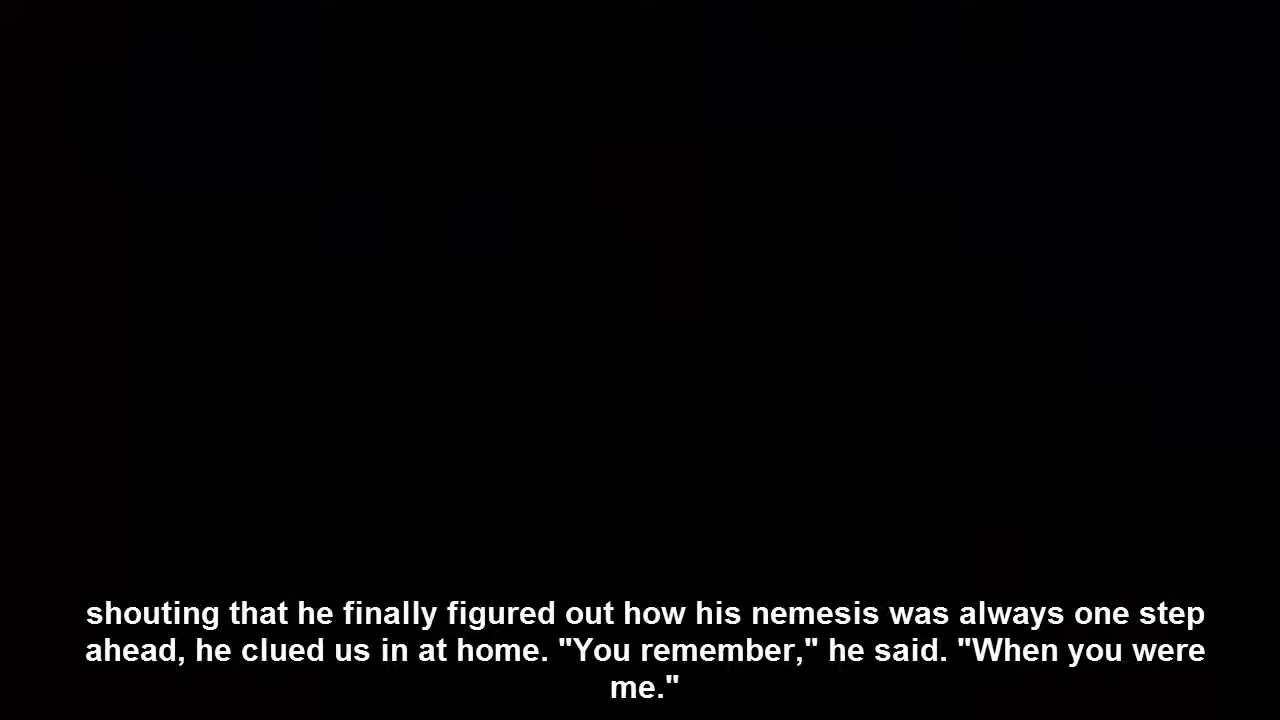 shouting that he finally figured out how his nemesis was always one step
ahead, he clued us in at home. "You remember," he said. "When you were
me."